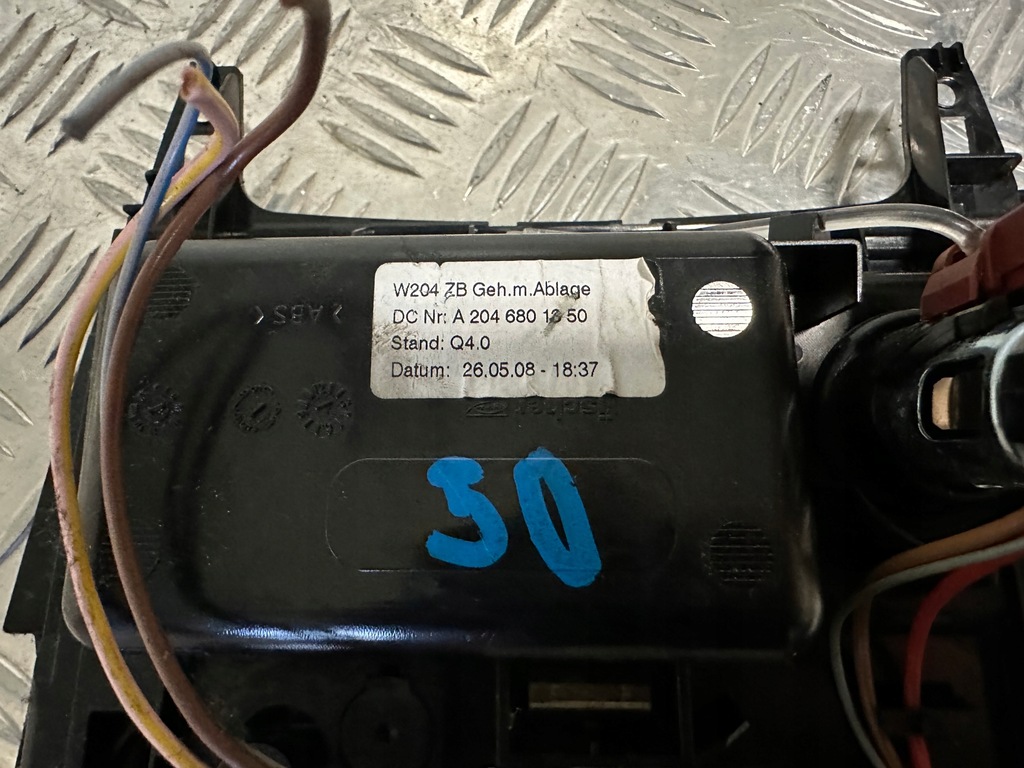 W204 ZB Geh.m.Ablage
DC Nr: A 204 680 50
Stand: Q4.0
Datum: 26.05.08 - 18:37
>ABS<
fischer
30